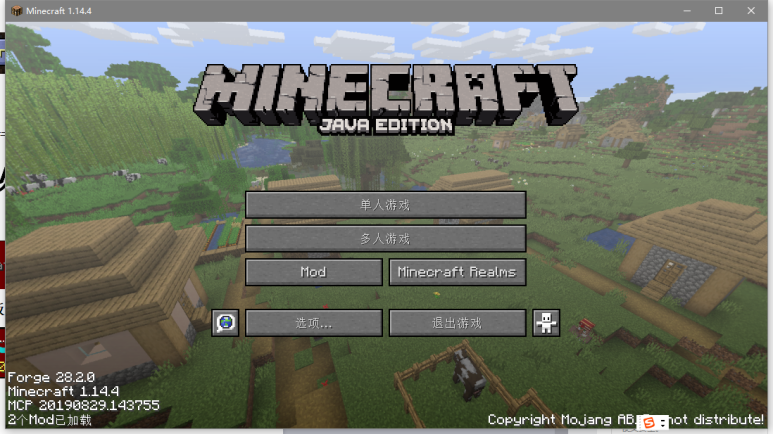 Minecraft 1.14.4
MINECRAFT
JAVA EDITION
单人游戏
多人游戏
Mod
Minecraft Realms
选项...
退出游戏
Forge 28.2.0
Minecraft 1.14.4
MCP 20190829.143755
2个Mod已加载
Copyright Mojang AB. not distribute!